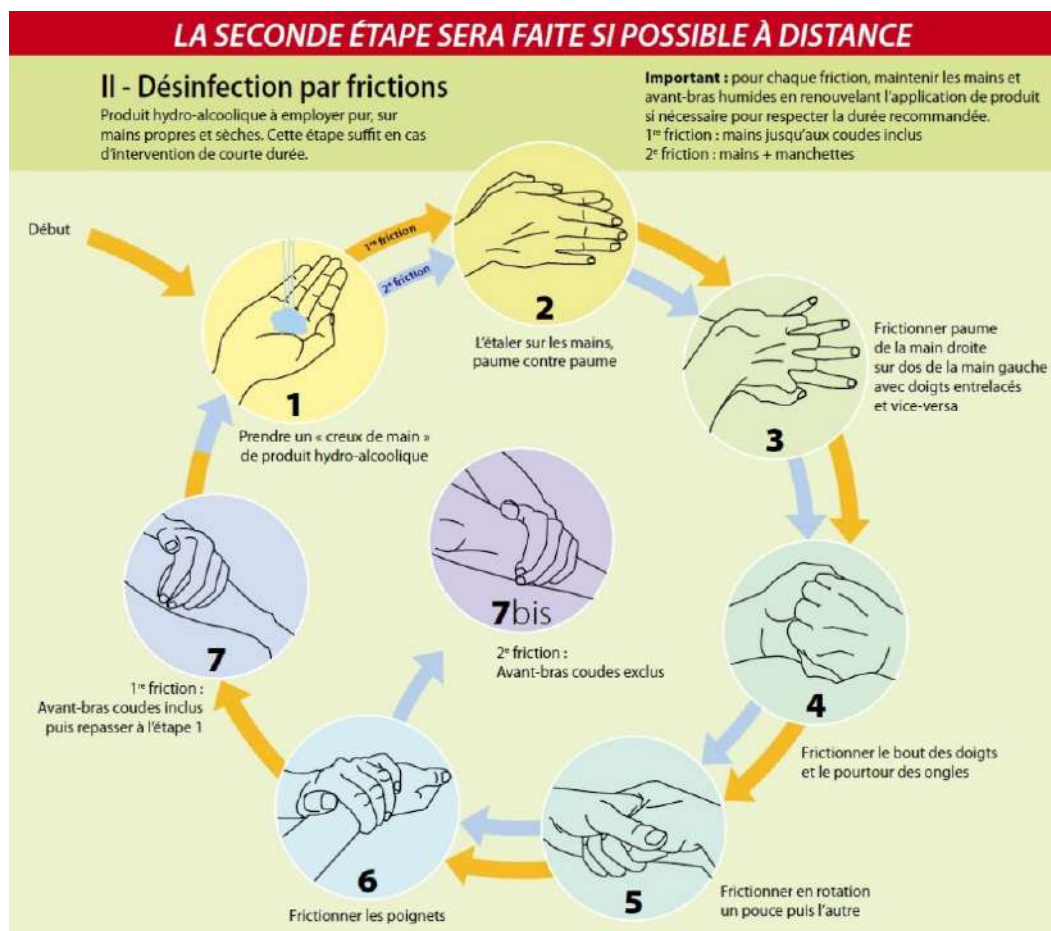 LA SECONDE ÉTAPE SERA FAITE SI POSSIBLE À DISTANCE
II - Désinfection par frictions
Produit hydro-alcoolique à employer pur, sur
mains propres et sèches. Cette étape suffit en cas
d'intervention de courte durée.
Important : pour chaque friction, maintenir les mains et
avant-bras humides en renouvelant l'application de produit
si nécessaire pour respecter la durée recommandée.
1re friction : mains jusqu'aux coudes inclus
2e friction : mains + manchettes
Début
1re friction
2e friction
1
Prendre un « creux de main »
de produit hydro-alcoolique
2
L'étaler sur les mains,
paume contre paume
3
Frictionner paume
de la main droite
sur dos de la main gauche
avec doigts entrelacés
et vice-versa
4
Frictionner le bout des doigts
et le pourtour des ongles
5
Frictionner en rotation
un pouce puis l'autre
6
Frictionner les poignets
7
1re friction :
Avant-bras coudes inclus
puis repasser à l'étape 1
7bis
2e friction :
Avant-bras coudes exclus